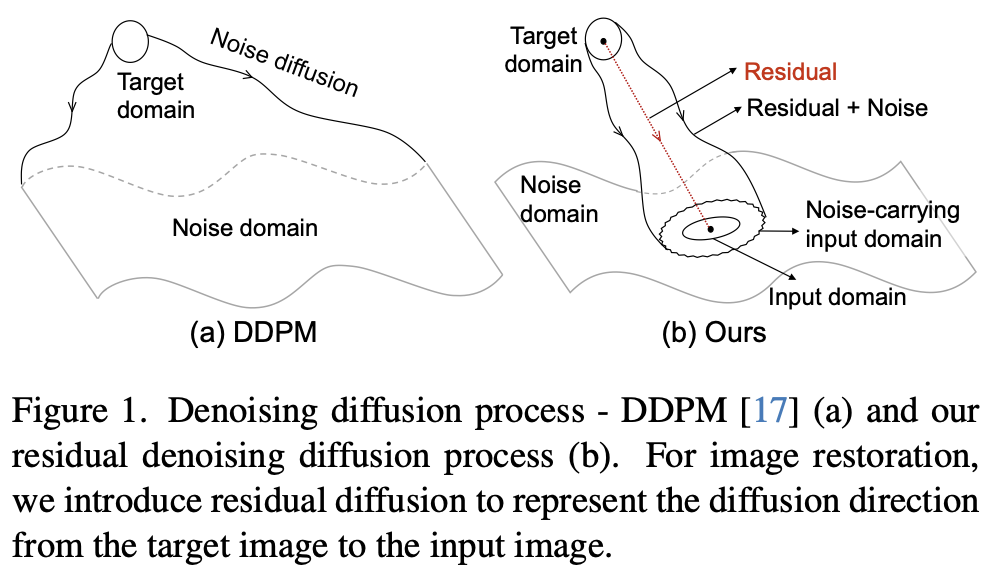 Target
domain
Noise diffusion
Noise domain
(a) DDPM
Target
domain
Residual
Residual + Noise
Noise
domain
Noise-carrying
input domain
Input domain
(b) Ours
Figure 1. Denoising diffusion process - DDPM [17] (a) and our
residual denoising diffusion process (b). For image restoration,
we introduce residual diffusion to represent the diffusion direction
from the target image to the input image.